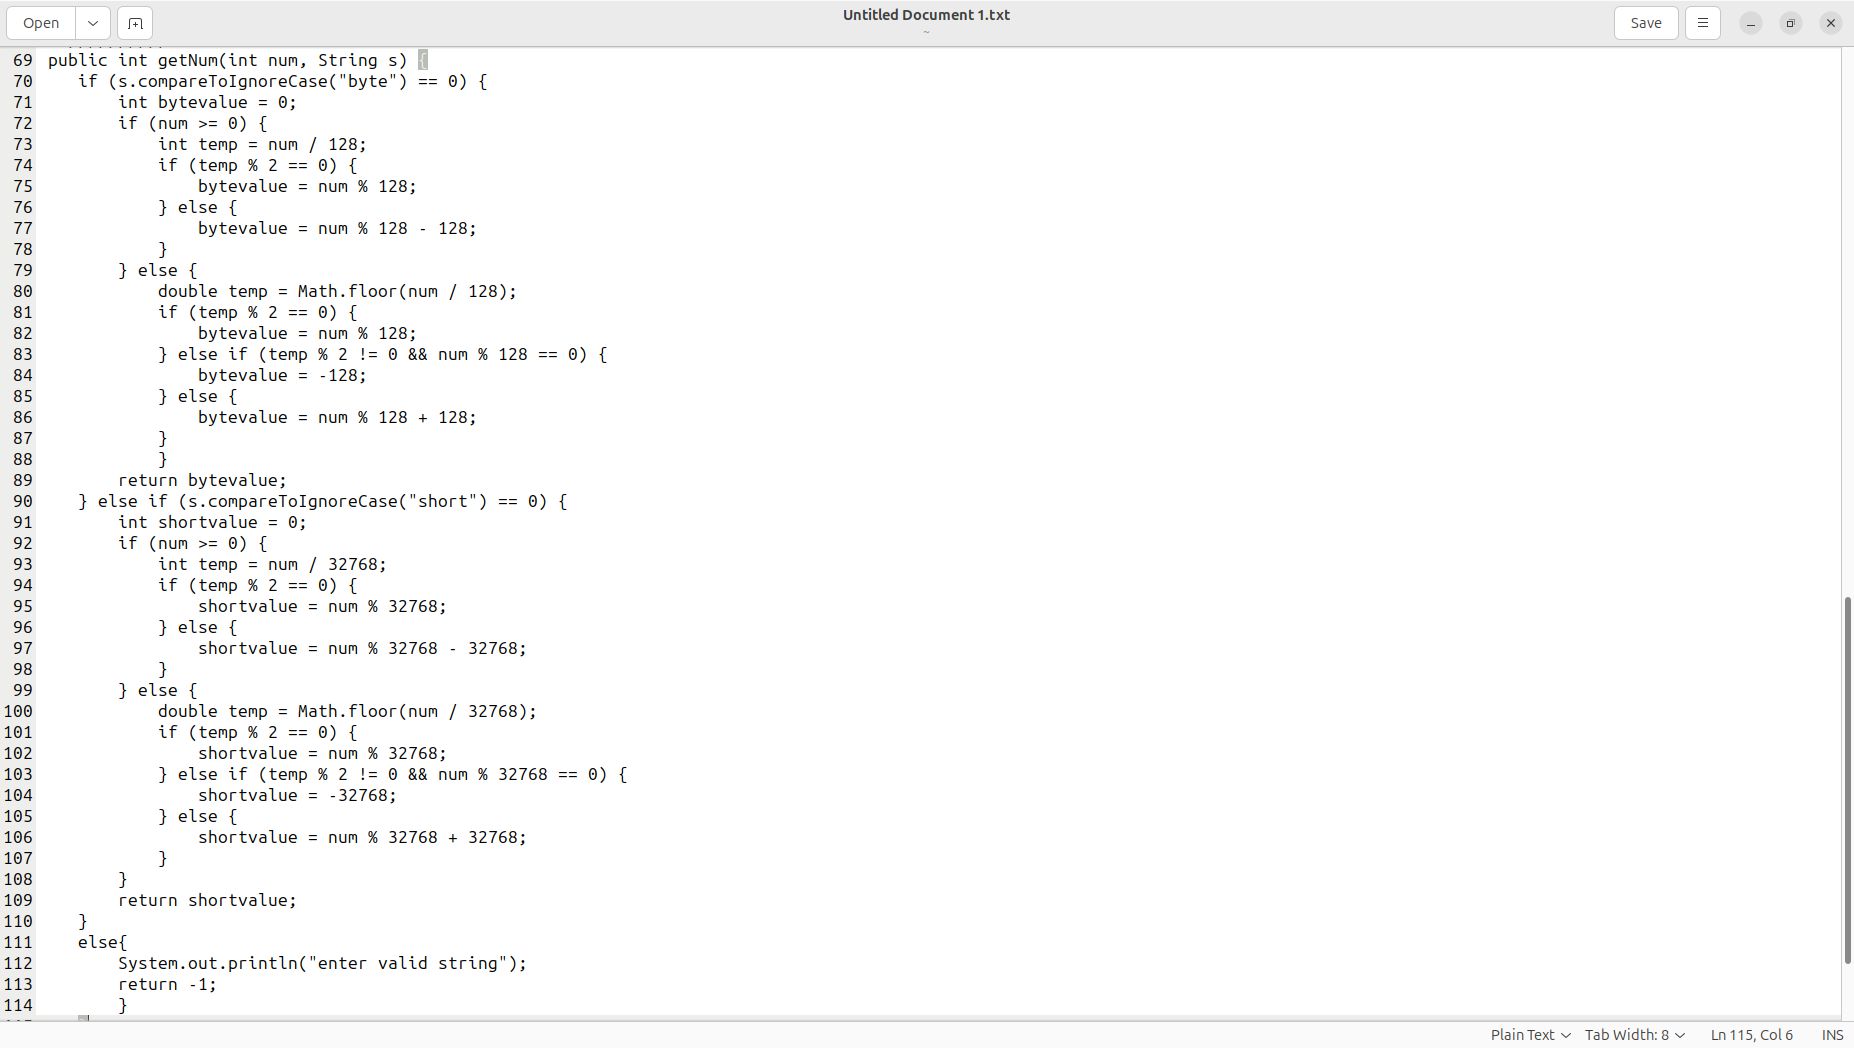 Open
Untitled Document 1.txt
~
Save
69 public int getNum(int num, String s) {
70    if (s.compareToIgnoreCase("byte") == 0) {
71        int bytevalue = 0;
72        if (num >= 0) {
73            int temp = num / 128;
74            if (temp % 2 == 0) {
75                bytevalue = num % 128;
76            } else {
77                bytevalue = num % 128 - 128;
78            }
79        } else {
80            double temp = Math.floor(num / 128);
81            if (temp % 2 == 0) {
82                bytevalue = num % 128;
83            } else if (temp % 2 != 0 && num % 128 == 0) {
84                bytevalue = -128;
85            } else {
86                bytevalue = num % 128 + 128;
87            }
88            }
89        return bytevalue;
90    } else if (s.compareToIgnoreCase("short") == 0) {
91        int shortvalue = 0;
92        if (num >= 0) {
93            int temp = num / 32768;
94            if (temp % 2 == 0) {
95                shortvalue = num % 32768;
96            } else {
97                shortvalue = num % 32768 - 32768;
98            }
99        } else {
100            double temp = Math.floor(num / 32768);
101            if (temp % 2 == 0) {
102                shortvalue = num % 32768;
103            } else if (temp % 2 != 0 && num % 32768 == 0) {
104                shortvalue = -32768;
105            } else {
106                shortvalue = num % 32768 + 32768;
107            }
108        }
109        return shortvalue;
110    }
111    else{
112        System.out.println("enter valid string");
113        return -1;
114        }
Plain Text Tab Width: 8 Ln 115, Col 6 INS